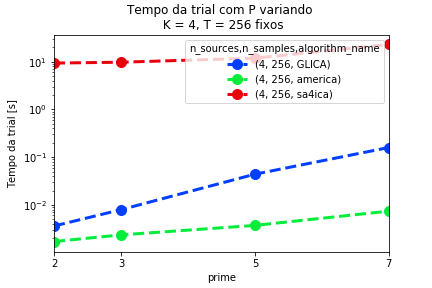 Tempo da trial com P variando
K = 4, T = 256 fixos
n_sources,n_samples,algorithm_name
(4, 256, GLICA)
(4, 256, america)
(4, 256, sa4ica)
Tempo da trial [s]
10¹
10⁰
10⁻¹
10⁻²
2
3
5
7
prime